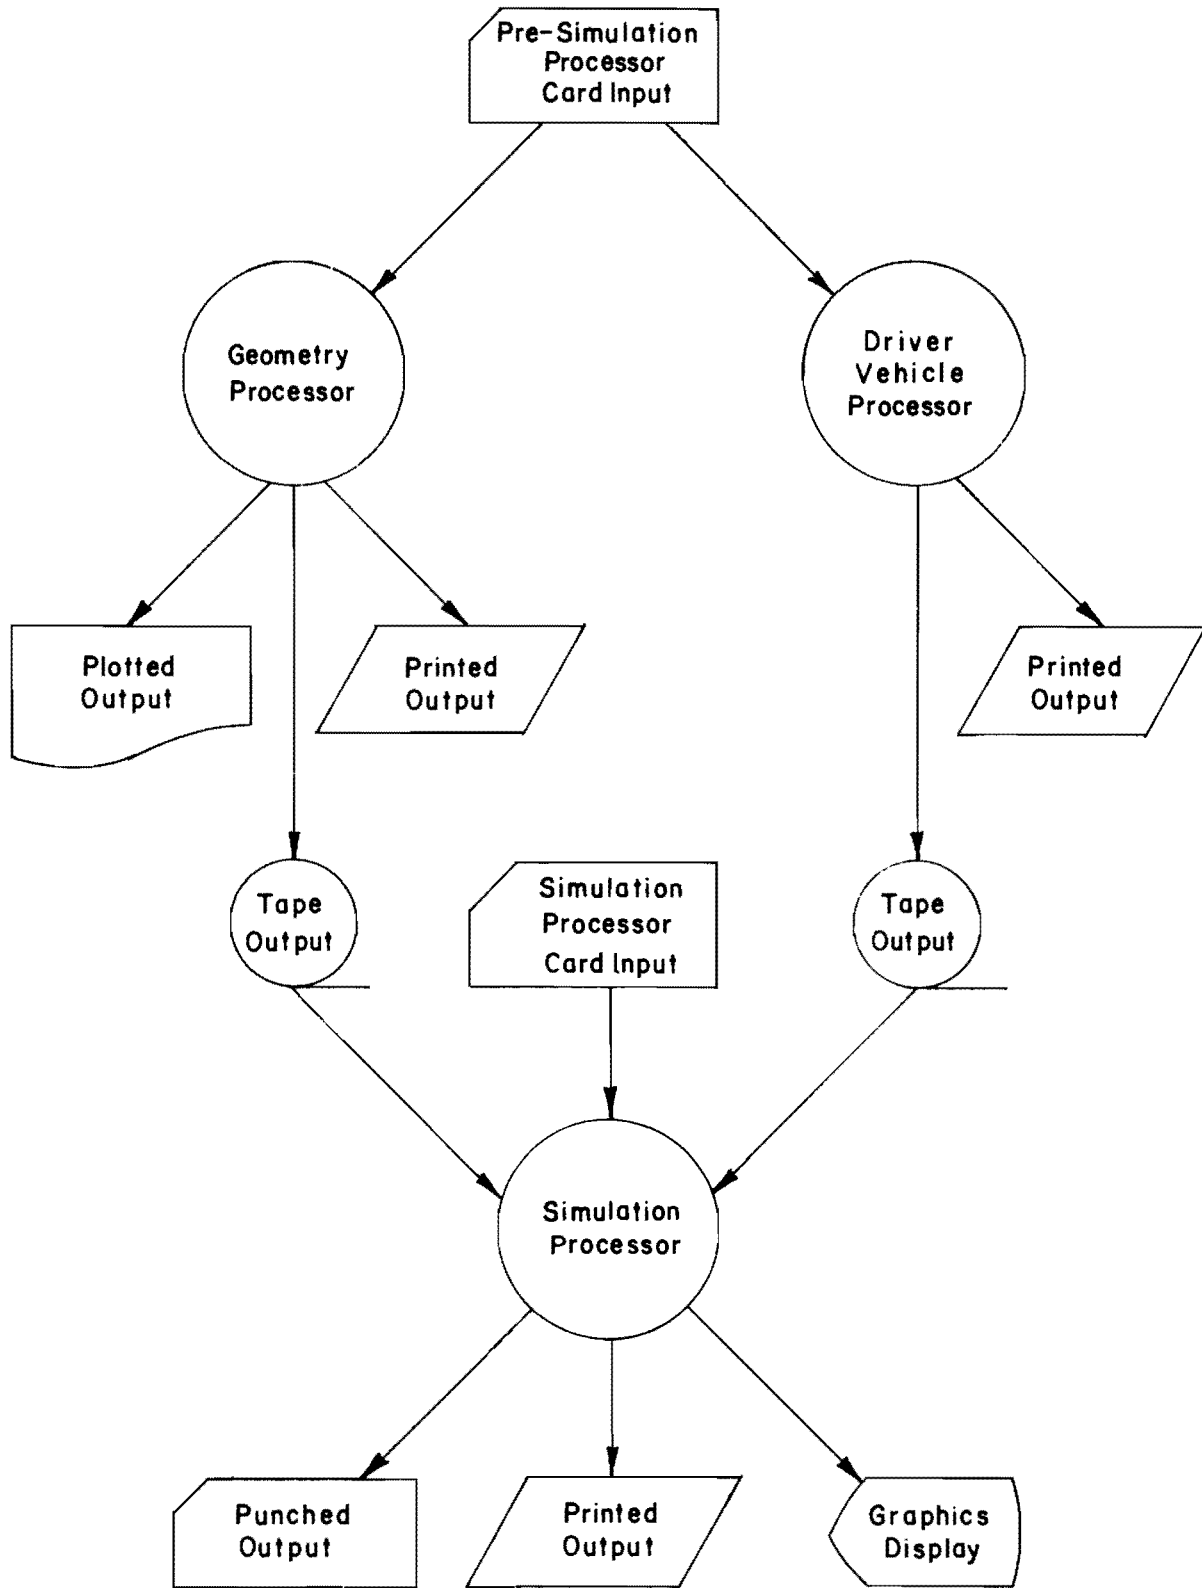 Pre-Simulation
Processor
Card Input
Geometry
Processor
Driver
Vehicle
Processor
Plotted
Output
Printed
Output
Printed
Output
Tape
Output
Simulation
Processor
Card Input
Tape
Output
Simulation
Processor
Punched
Output
Printed
Output
Graphics
Display